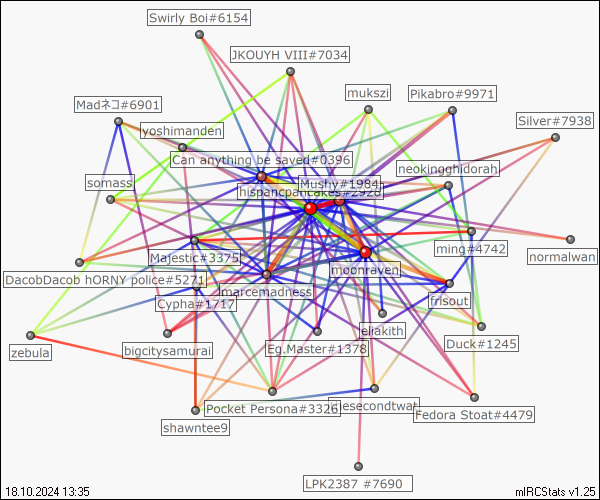 Swirly Boi#6154
JKOUYH VIII#7034
mukszi
Pikabro#9971
Madネコ#6901
Silver#7938
yoshimanden
Can anything be saved#0396
neokingghidorah
Mushy#1984
hispancpancakes#2928
somass
ming#4742
normalwan
Majestic#3375
moonraven
DacobDacob hORNY police#5271
marcemadness
Cypha#1717
frisout
eliakith
zebula
bigcitysamurai
Eg.Master#1378
Duck#1245
Pocket Persona#3326
thesecondtwat
Fedora Stoat#4479
shawntee9
LPK2387 #7690
18.10.2024 13:35
mIRCStats v1.25